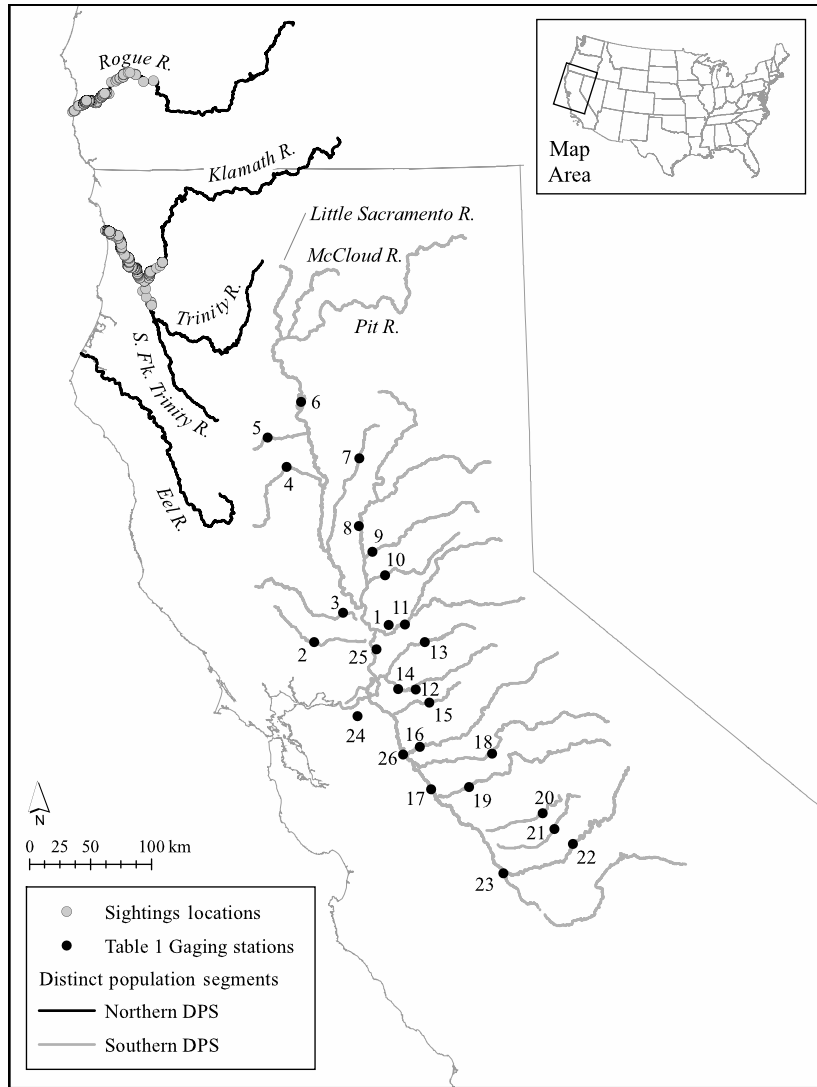 Rogue R.
Map
Area
Klamath R.
Little Sacramento R.
McCloud R.
Trinity R.
Pit R.
S. Fk. Trinity R.
Eel R.
6
5
7
4
8
9
10
3
1
11
2
25
13
14
12
15
24
16
26
18
17
19
20
21
22
23
N
0 25 50 100 km
Sightings locations
Table 1 Gaging stations
Distinct population segments
Northern DPS
Southern DPS